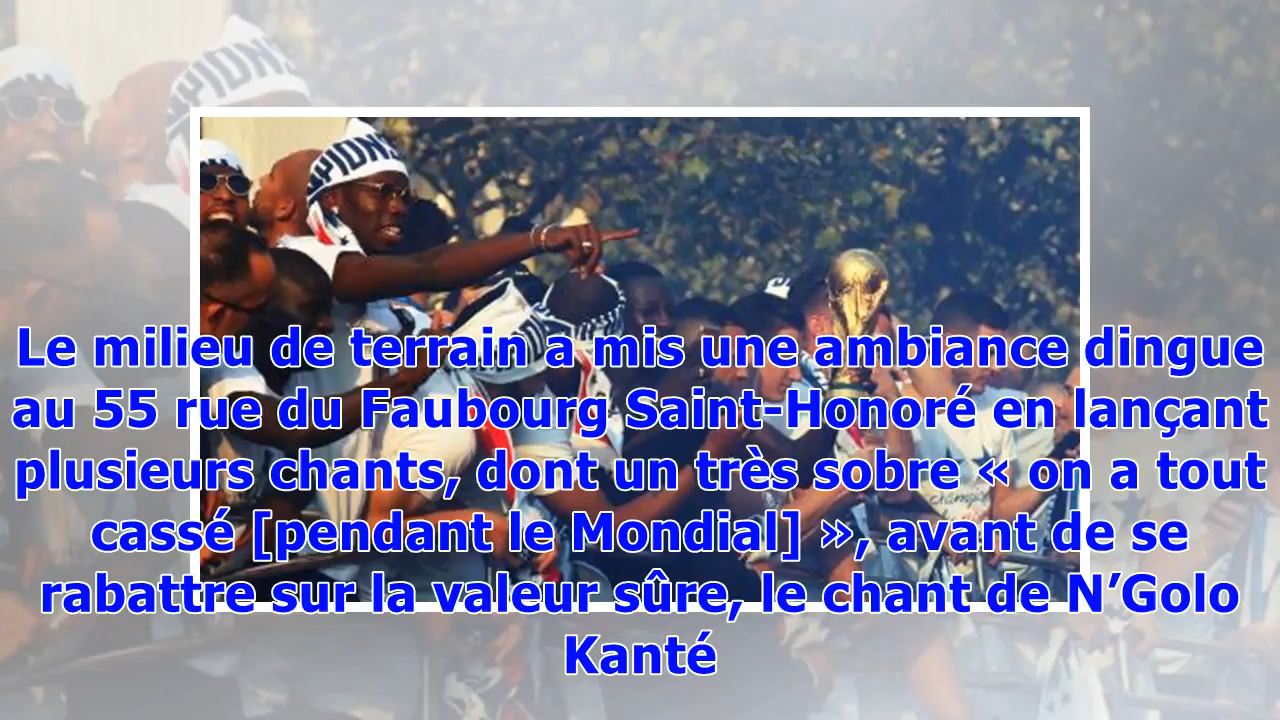 PIONS
PIONS
Le milieu de terrain a mis une ambiance dingue
au 55 rue du Faubourg Saint-Honoré en lançant
plusieurs chants, dont un très sobre « on a tout
cassé [pendant le Mondial] », avant de se
rabattre sur la valeur sûre, le chant de N’Golo
Kanté